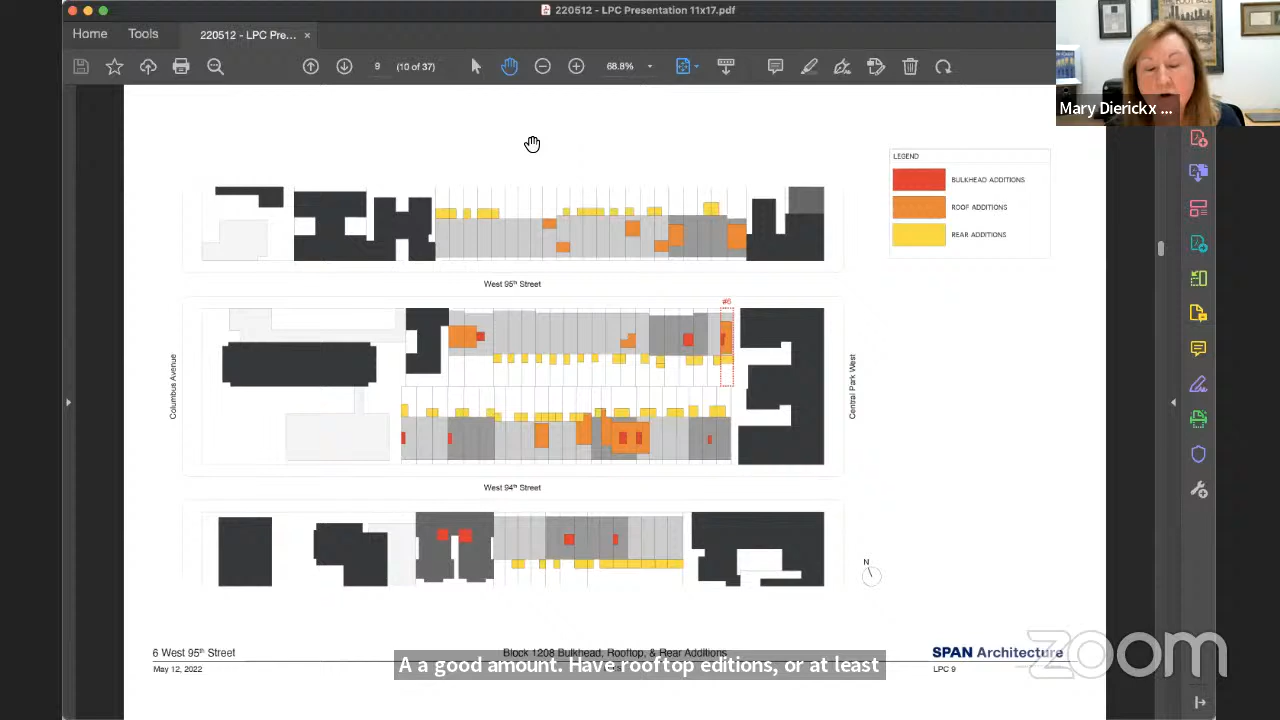 220512 - LPC Presentation 11x17.pdf
Home
Tools
220512 - LPC Pre...
×
9
(10 of 37)
68.8%
Mary Dierickx ...
LEGEND
BULKHEAD ADDITIONS
ROOF ADDITIONS
REAR ADDITIONS
West 95th Street
#6
Columbus Avenue
Central Park West
West 94th Street
N
6 West 95th Street
Block 1208 Bulkhead, Rooftop, & Rear Additions
SPAN Architecture
May 12, 2022
LPC 9
A a good amount. Have rooftop editions, or at least
zoom